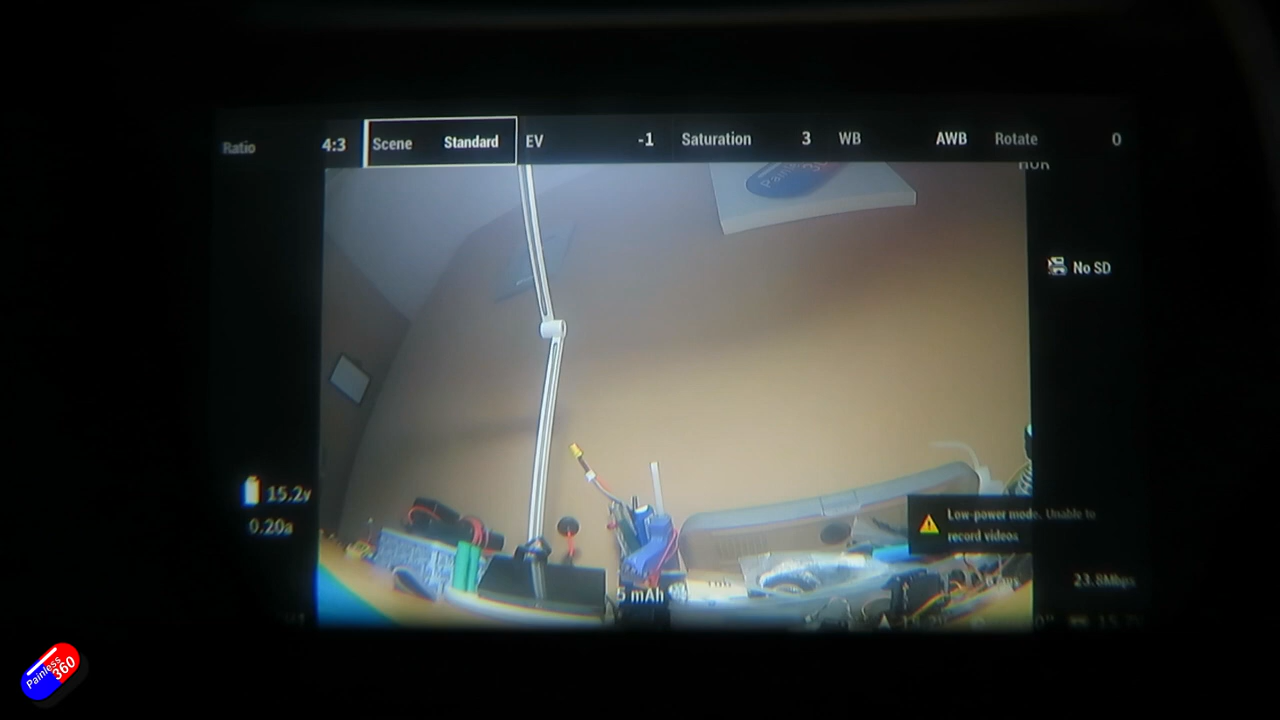 Ratio 4:3 Scene Standard EV -1 Saturation 3 WB AWB Rotate 0
No SD
15.2v
0.20a
Low-power mode. Unable to
record videos
23.8Mbps
5 mAh
Painless
360